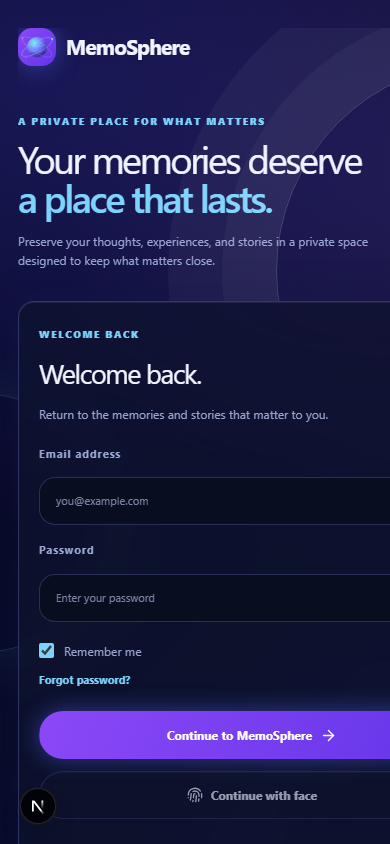 MemoSphere
A PRIVATE PLACE FOR WHAT MATTERS
Your memories deserve
a place that lasts.
Preserve your thoughts, experiences, and stories in a private space
designed to keep what matters close.
WELCOME BACK
Welcome back.
Return to the memories and stories that matter to you.
Email address
you@example.com
Password
Enter your password
Remember me
Forgot password?
Continue to MemoSphere →
Continue with face
N